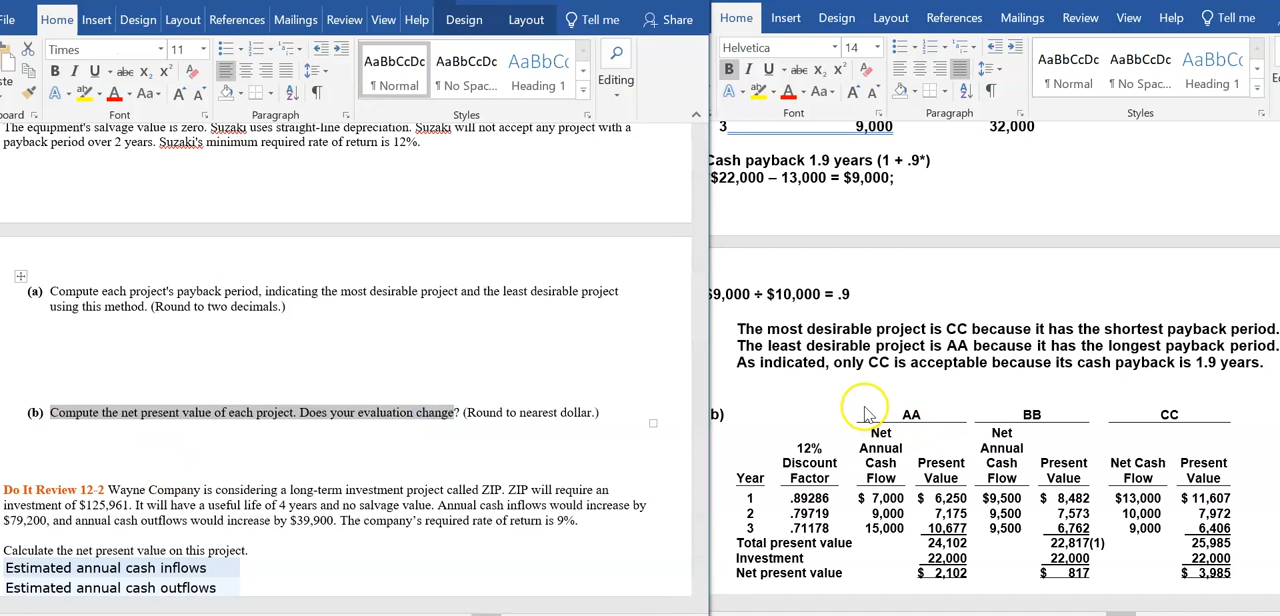 File Home Insert Design Layout References Mailings Review View Help Design Layout Tell me Share
Times 11
AaBbCcDc AaBbCcDc AaBbCc
¶ Normal ¶ No Spac... Heading 1
Editing
Font Paragraph Styles
The equipment's salvage value is zero. Suzaki uses straight-line depreciation. Suzaki will not accept any project with a
payback period over 2 years. Suzaki's minimum required rate of return is 12%.
(a) Compute each project's payback period, indicating the most desirable project and the least desirable project
using this method. (Round to two decimals.)
(b) Compute the net present value of each project. Does your evaluation change? (Round to nearest dollar.)
Do It Review 12-2 Wayne Company is considering a long-term investment project called ZIP. ZIP will require an
investment of $125,961. It will have a useful life of 4 years and no salvage value. Annual cash inflows would increase by
$79,200, and annual cash outflows would increase by $39,900. The company's required rate of return is 9%.
Calculate the net present value on this project.
Estimated annual cash inflows
Estimated annual cash outflows
Home Insert Design Layout References Mailings Review View Help Tell me
Helvetica 14
AaBbCcDc AaBbCcDc AaBbCc
¶ Normal ¶ No Spac... Heading 1
Font Paragraph Styles
3 9,000 32,000
Cash payback 1.9 years (1 + .9*)
$22,000 – 13,000 = $9,000;
$9,000 ÷ $10,000 = .9
The most desirable project is CC because it has the shortest payback period.
The least desirable project is AA because it has the longest payback period.
As indicated, only CC is acceptable because its cash payback is 1.9 years.
b) AA BB CC
Net Net
12% Annual Annual
Discount Cash Present Cash Present Net Cash Present
Year Factor Flow Value Flow Value Flow Value
1 .89286 $ 7,000 $ 6,250 $9,500 $ 8,482 $13,000 $ 11,607
2 .79719 9,000 7,175 9,500 7,573 10,000 7,972
3 .71178 15,000 10,677 9,500 6,762 9,000 6,406
Total present value 24,102 22,817(1) 25,985
Investment 22,000 22,000 22,000
Net present value $ 2,102 $ 817 $ 3,985